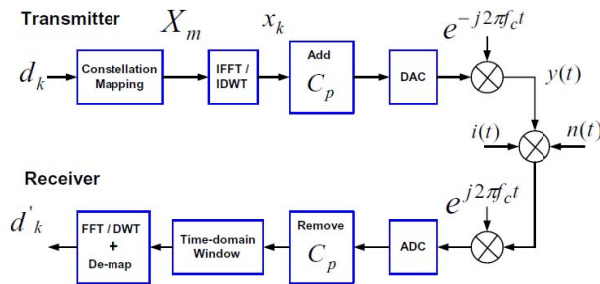 Transmitter
d_k
Constellation
Mapping
X_m
IFFT /
IDWT
x_k
Add
C_p
DAC
e^{-j2πf_c t}
y(t)
i(t)
n(t)
Receiver
d'_k
FFT / DWT
+
De-map
Time-domain
Window
Remove
C_p
ADC
e^{j2πf_c t}